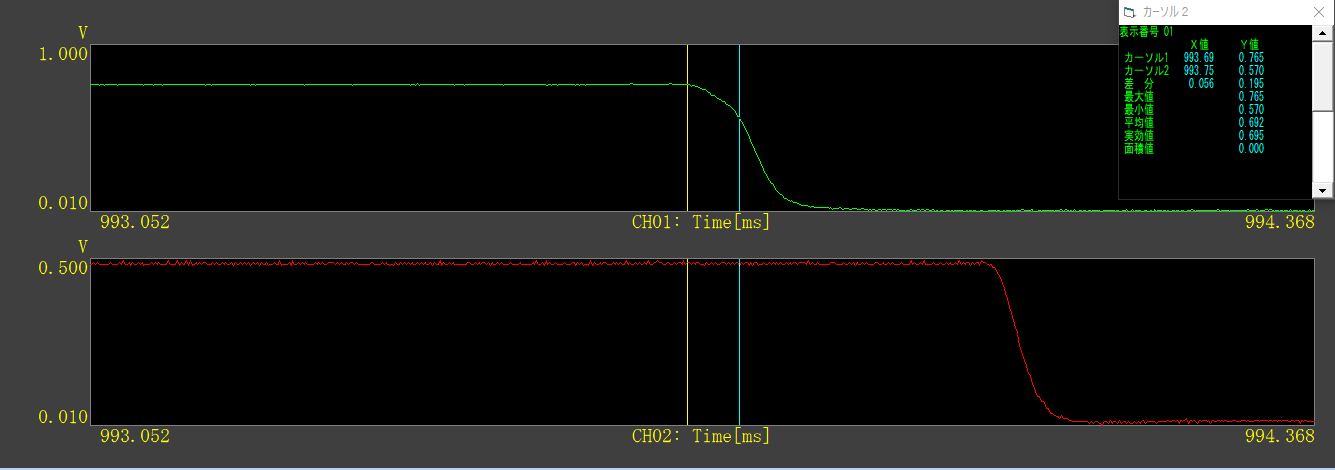 カーソル 2
表示番号 01
X値 Y値
カーソル1 993.69 0.765
カーソル2 993.75 0.570
差 分 0.056 0.195
最大値 0.765
最小値 0.570
平均値 0.692
実効値 0.695
面積値 0.000
V
1.000
0.010
993.052 CH01: Time[ms] 994.368
V
0.500
0.010
993.052 CH02: Time[ms] 994.368